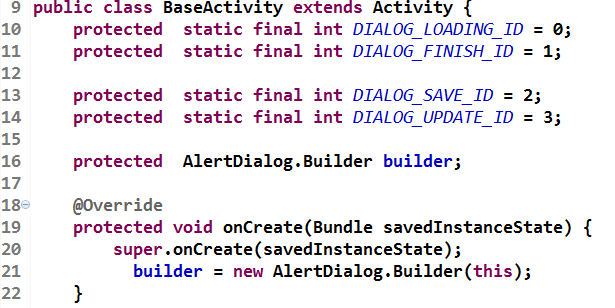 9 public class BaseActivity extends Activity {
10     protected  static final int DIALOG_LOADING_ID = 0;
11     protected  static final int DIALOG_FINISH_ID = 1;
12
13     protected  static final int DIALOG_SAVE_ID = 2;
14     protected  static final int DIALOG_UPDATE_ID = 3;
15
16     protected  AlertDialog.Builder builder;
17
18     @Override
19     protected void onCreate(Bundle savedInstanceState) {
20         super.onCreate(savedInstanceState);
21           builder = new AlertDialog.Builder(this);
22     }